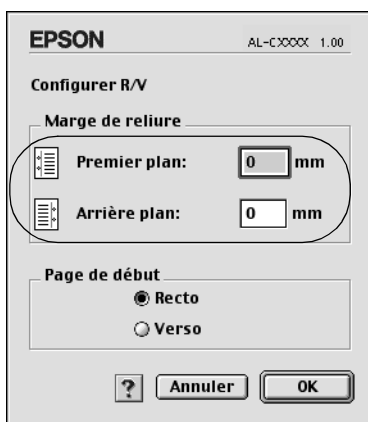 EPSON AL-CXXXX 1.00
Configurer R/V
Marge de reliure
Premier plan: 0 mm
Arrière plan: 0 mm
Page de début
Recto
Verso
? Annuler OK